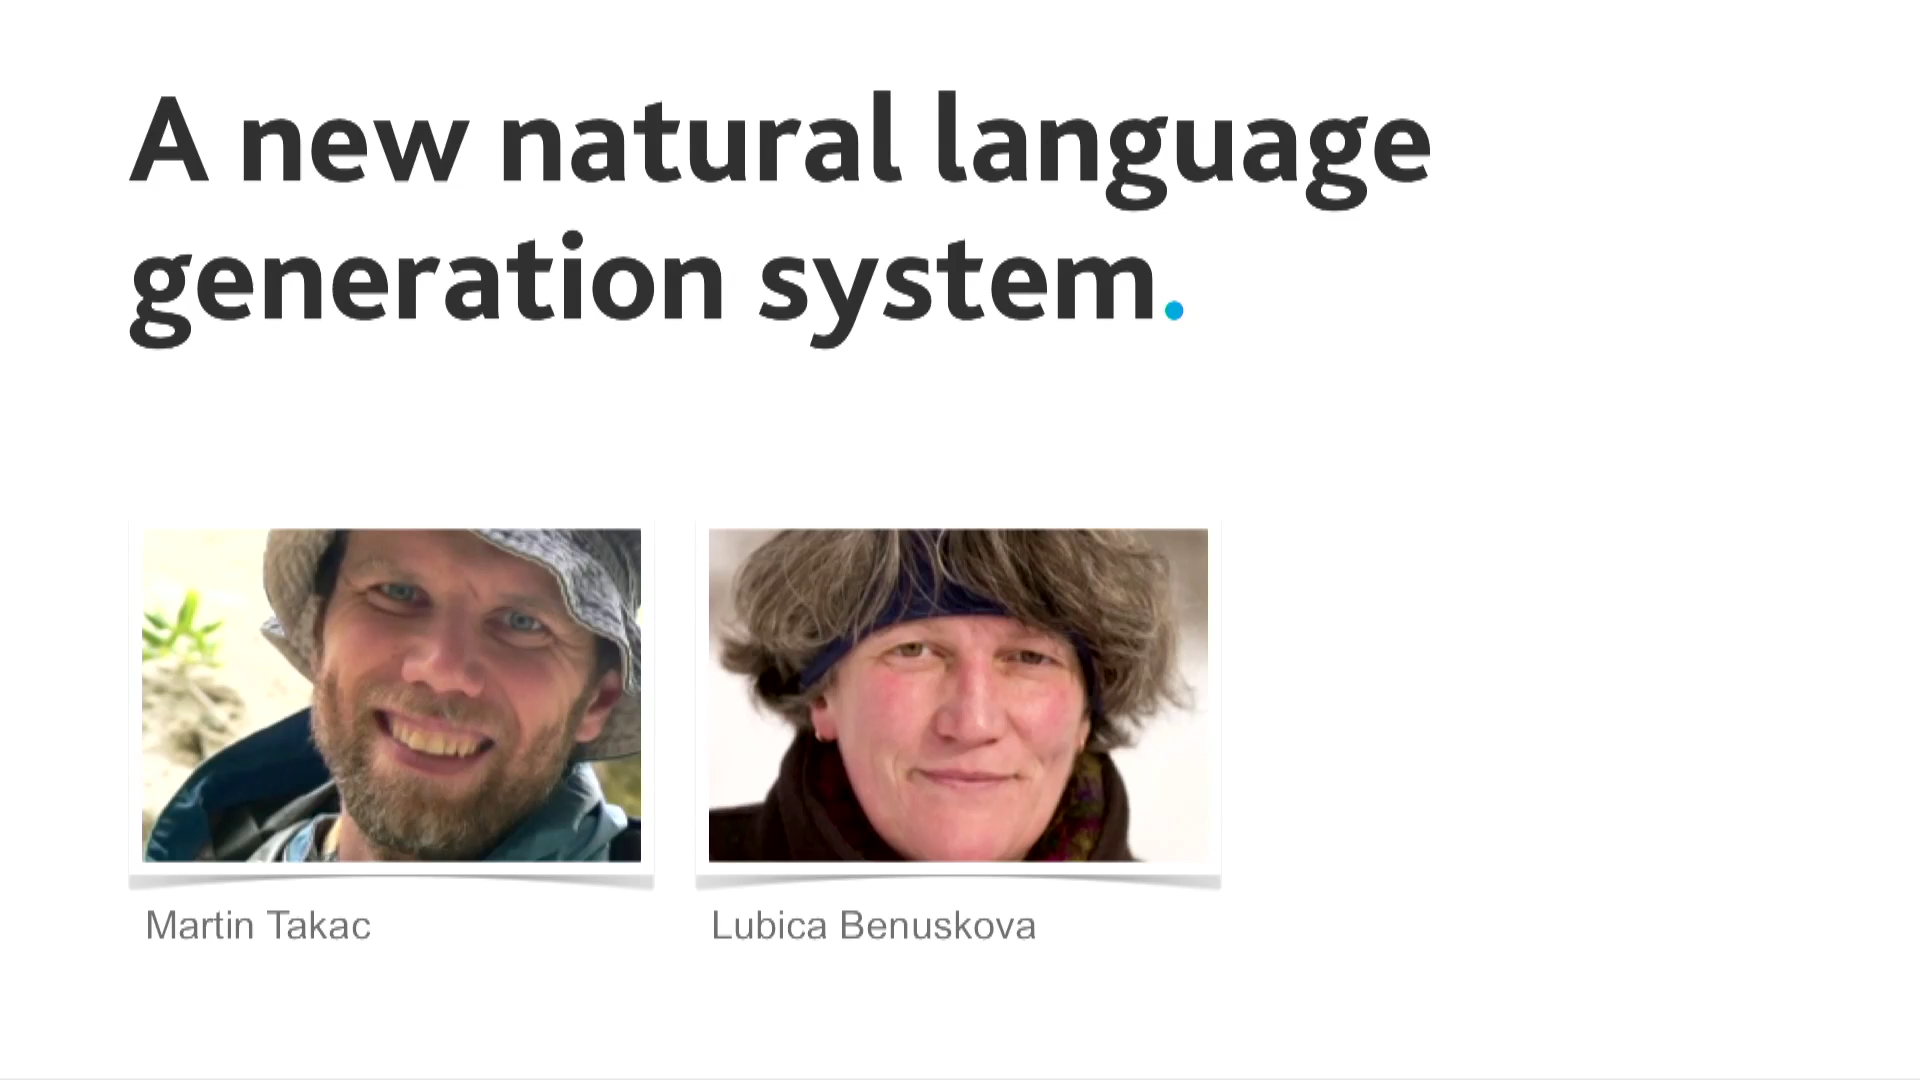 A new natural language
generation system.
Martin Takac
Lubica Benuskova